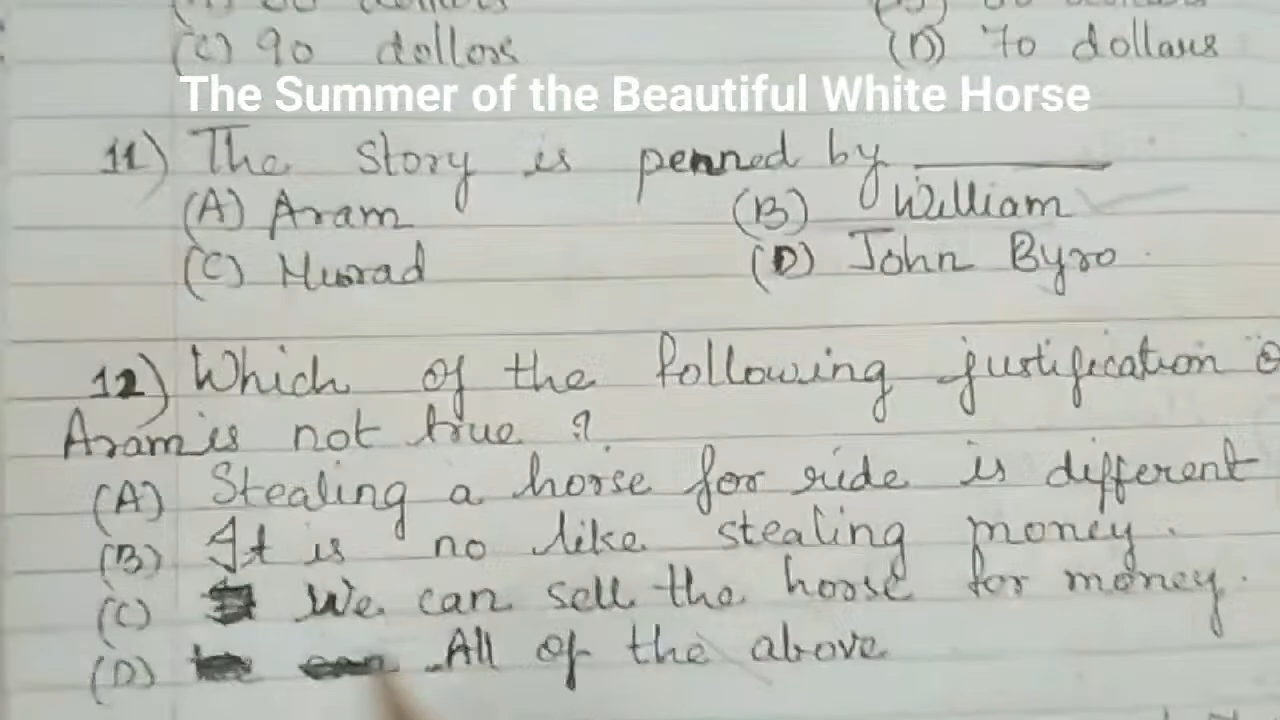 (C) 90 dollors
(D) 70 dollaus
The Summer of the Beautiful White Horse
11) The story is penned by ______
(A) Aram
(B) William
(C) Murad
(D) John Byro.
12) Which of the following justification
Aram is not true ?
(A) Stealing a horse for ride is different
(B) It is no like stealing money.
(C) We can sell the horse for money.
(D) All of the above